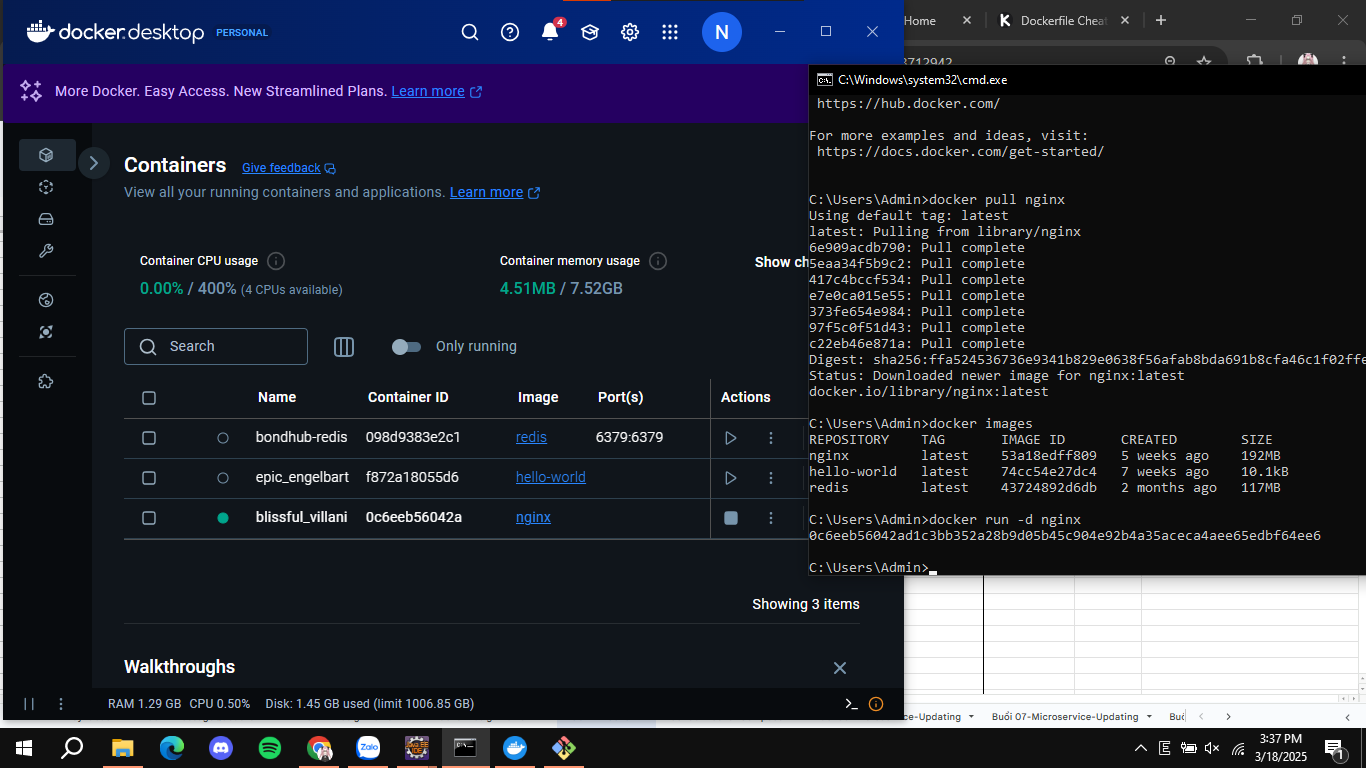 docker.desktop PERSONAL
4
N
More Docker. Easy Access. New Streamlined Plans. Learn more
Containers Give feedback
View all your running containers and applications. Learn more
Container CPU usage
0.00% / 400% (4 CPUs available)
Container memory usage
4.51MB / 7.52GB
Show ch
Search
Only running
Name Container ID Image Port(s) Actions
bondhub-redis 098d9383e2c1 redis 6379:6379
epic_engelbart f872a18055d6 hello-world
blissful_villani 0c6eeb56042a nginx
Showing 3 items
Walkthroughs
RAM 1.29 GB CPU 0.50% Disk: 1.45 GB used (limit 1006.85 GB)
Home
Dockerfile Cheat
3712942
C:\Windows\system32\cmd.exe
https://hub.docker.com/
For more examples and ideas, visit:
https://docs.docker.com/get-started/
C:\Users\Admin>docker pull nginx
Using default tag: latest
latest: Pulling from library/nginx
6e909acdb790: Pull complete
5eaa34f5b9c2: Pull complete
417c4bccf534: Pull complete
e7e0ca015e55: Pull complete
373fe654e984: Pull complete
97f5c0f51d43: Pull complete
c22eb46e871a: Pull complete
Digest: sha256:ffa524536736e9341b829e0638f56afab8bda691b8cfa46c1f02ffe
Status: Downloaded newer image for nginx:latest
docker.io/library/nginx:latest
C:\Users\Admin>docker images
REPOSITORY TAG IMAGE ID CREATED SIZE
nginx latest 53a18edff809 5 weeks ago 192MB
hello-world latest 74cc54e27dc4 7 weeks ago 10.1kB
redis latest 43724892d6db 2 months ago 117MB
C:\Users\Admin>docker run -d nginx
0c6eeb56042ad1c3bb352a28b9d05b45c904e92b4a35aceca4aee65edbf64ee6
C:\Users\Admin>
ce-Updating
Buổi 07-Microservice-Updating
Buổ
Zalo
3:37 PM
3/18/2025
1